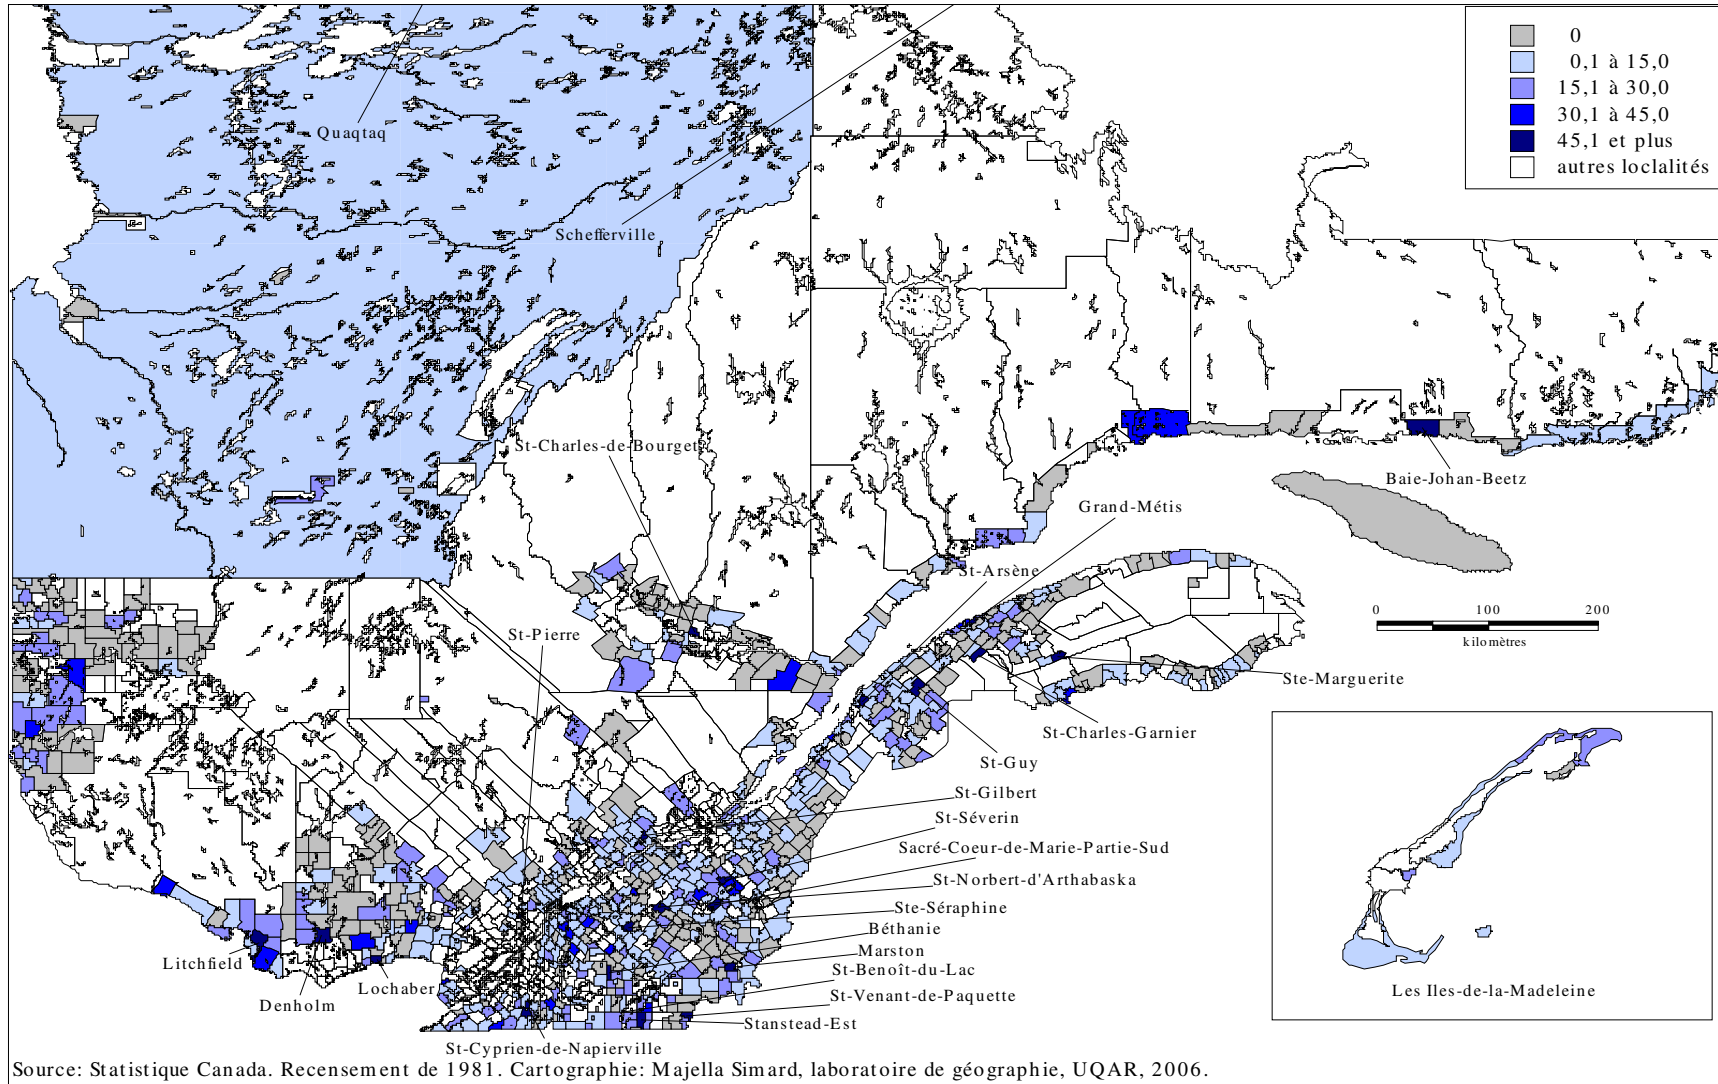 0
0,1 à 15,0
15,1 à 30,0
30,1 à 45,0
45,1 et plus
autres loclalités
Quaqtaq
Schefferville
St-Charles-de-Bourget
Baie-Johan-Beetz
Grand-Métis
St-Arsène
0 100 200
kilomètres
St-Pierre
Ste-Marguerite
St-Charles-Garnier
St-Guy
St-Gilbert
St-Séverin
Sacré-Coeur-de-Marie-Partie-Sud
St-Norbert-d'Arthabaska
Ste-Séraphine
Béthanie
Marston
St-Benoît-du-Lac
St-Venant-de-Paquette
Stanstead-Est
Litchfield
Denholm
Lochaber
St-Cyprien-de-Napierville
Les Iles-de-la-Madeleine
Source: Statistique Canada. Recensement de 1981. Cartographie: Majella Simard, laboratoire de géographie, UQAR, 2006.